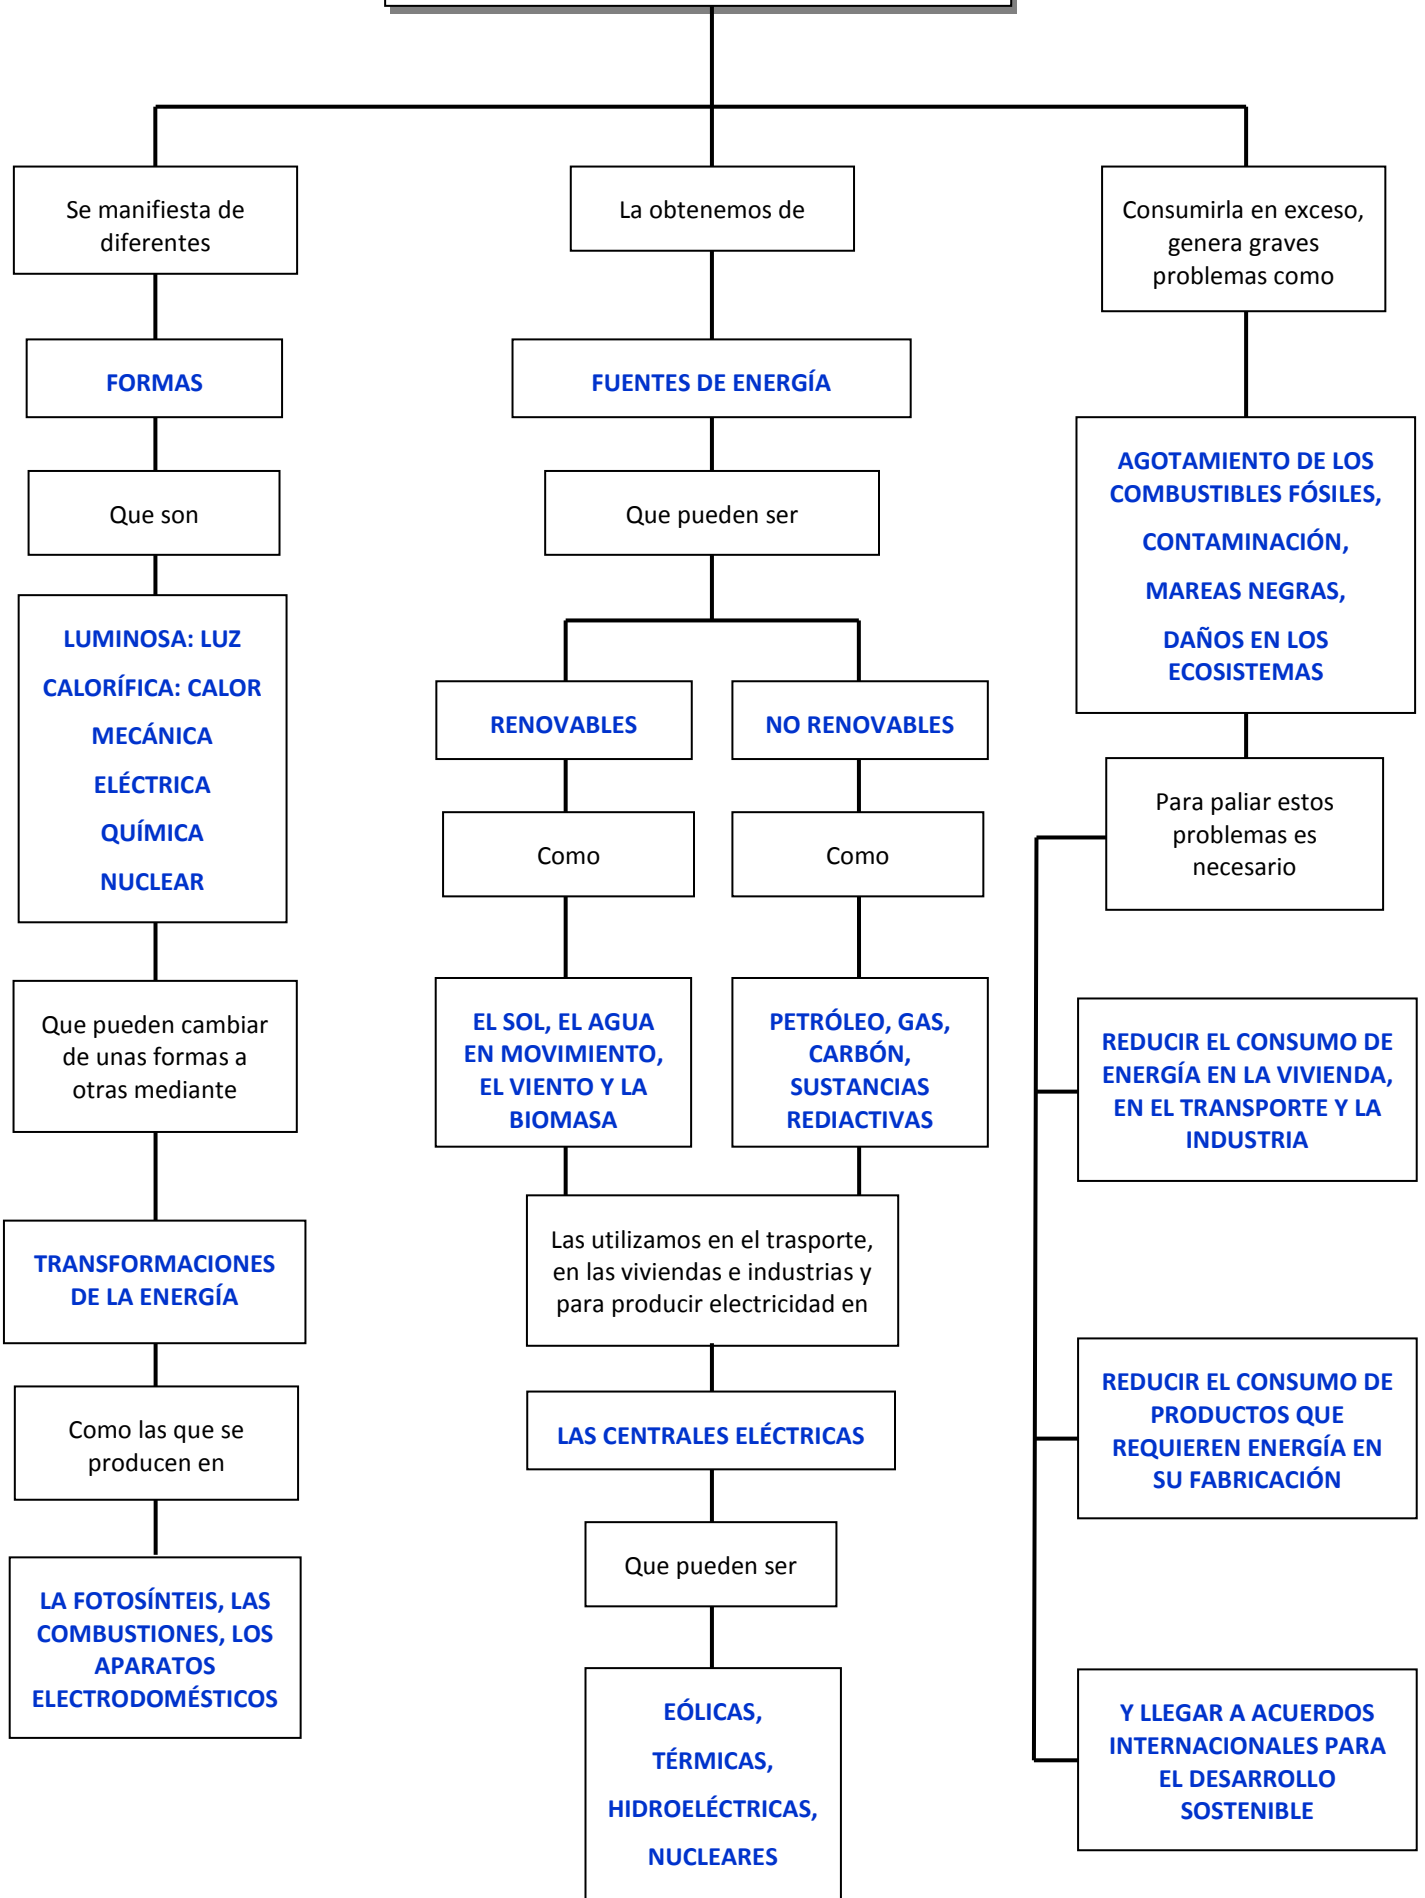 Se manifiesta de
diferentes
FORMAS
Que son
LUMINOSA: LUZ
CALORÍFICA: CALOR
MECÁNICA
ELÉCTRICA
QUÍMICA
NUCLEAR
Que pueden cambiar
de unas formas a
otras mediante
TRANSFORMACIONES
DE LA ENERGÍA
Como las que se
producen en
LA FOTOSÍNTEIS, LAS
COMBUSTIONES, LOS
APARATOS
ELECTRODOMÉSTICOS
La obtenemos de
FUENTES DE ENERGÍA
Que pueden ser
RENOVABLES
Como
EL SOL, EL AGUA
EN MOVIMIENTO,
EL VIENTO Y LA
BIOMASA
NO RENOVABLES
Como
PETRÓLEO, GAS,
CARBÓN,
SUSTANCIAS
REDIACTIVAS
Las utilizamos en el trasporte,
en las viviendas e industrias y
para producir electricidad en
LAS CENTRALES ELÉCTRICAS
Que pueden ser
EÓLICAS,
TÉRMICAS,
HIDROELÉCTRICAS,
NUCLEARES
Consumirla en exceso,
genera graves
problemas como
AGOTAMIENTO DE LOS
COMBUSTIBLES FÓSILES,
CONTAMINACIÓN,
MAREAS NEGRAS,
DAÑOS EN LOS
ECOSISTEMAS
Para paliar estos
problemas es
necesario
REDUCIR EL CONSUMO DE
ENERGÍA EN LA VIVIENDA,
EN EL TRANSPORTE Y LA
INDUSTRIA
REDUCIR EL CONSUMO DE
PRODUCTOS QUE
REQUIEREN ENERGÍA EN
SU FABRICACIÓN
Y LLEGAR A ACUERDOS
INTERNACIONALES PARA
EL DESARROLLO
SOSTENIBLE